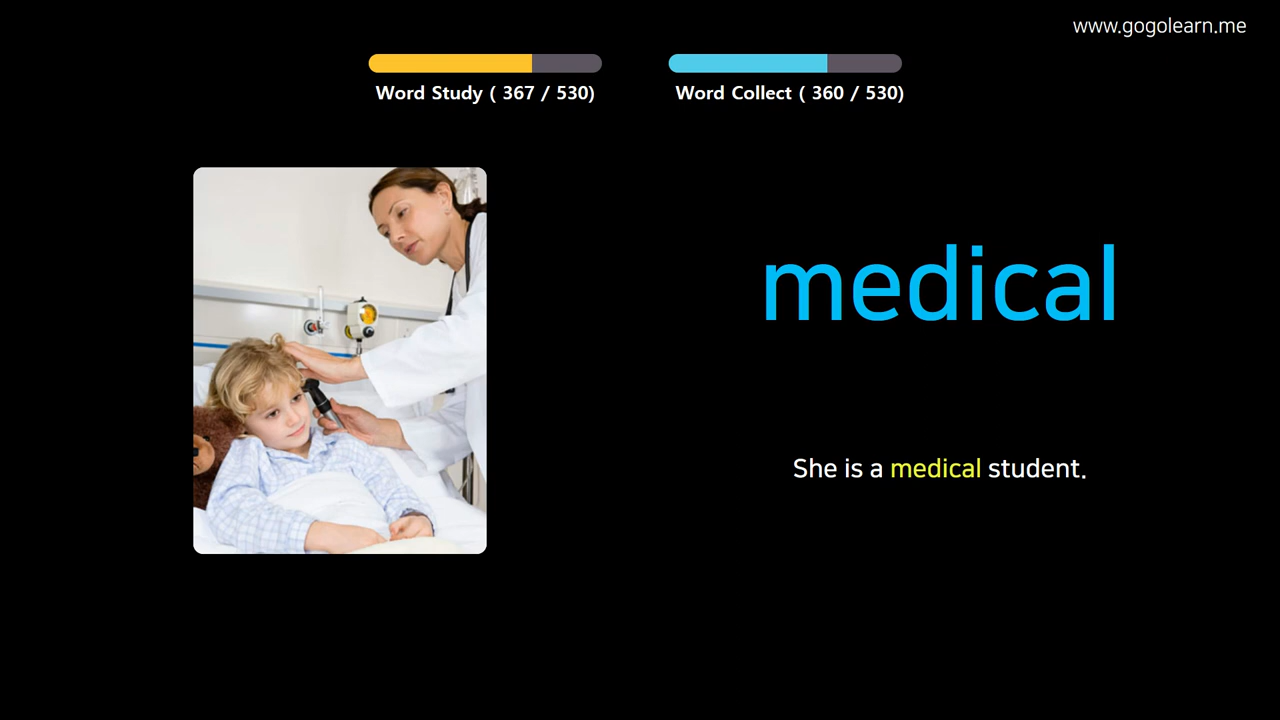 www.gogolearn.me
Word Study ( 367 / 530)
Word Collect ( 360 / 530)
medical
She is a medical student.